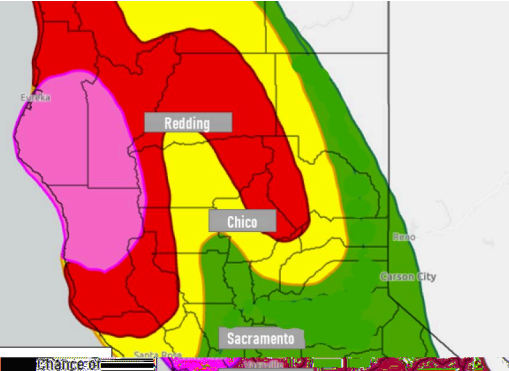 Eureka
Redding
Chico
Reno
Carson City
Sacramento
Santa Rosa
Chance of